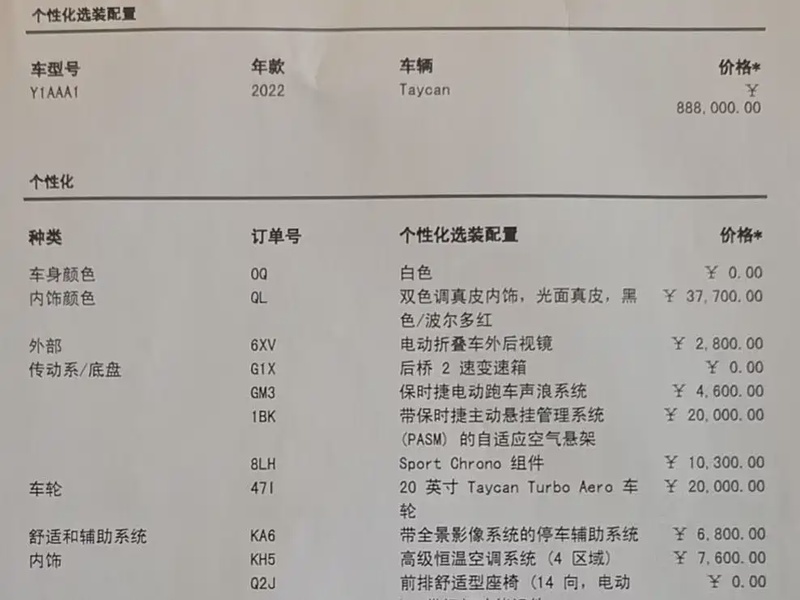 个性化选装配置
车型号 年款 车辆 价格*
Y1AAA1 2022 Taycan ¥
888,000.00
个性化
种类 订单号 个性化选装配置 价格*
车身颜色 0Q 白色 ¥ 0.00
内饰颜色 QL 双色调真皮内饰，光面真皮，黑 ¥ 37,700.00
色/波尔多红
外部 6XV 电动折叠车外后视镜 ¥ 2,800.00
传动系/底盘 G1X 后桥 2 速变速箱 ¥ 0.00
GM3 保时捷电动跑车声浪系统 ¥ 4,600.00
1BK 带保时捷主动悬挂管理系统 ¥ 20,000.00
(PASM) 的自适应空气悬架
8LH Sport Chrono 组件 ¥ 10,300.00
车轮 47I 20 英寸 Taycan Turbo Aero 车 ¥ 20,000.00
轮
舒适和辅助系统 KA6 带全景影像系统的停车辅助系统 ¥ 6,800.00
内饰 KH5 高级恒温空调系统 (4 区域) ¥ 7,600.00
Q2J 前排舒适型座椅 (14 向，电动 ¥ 0.00